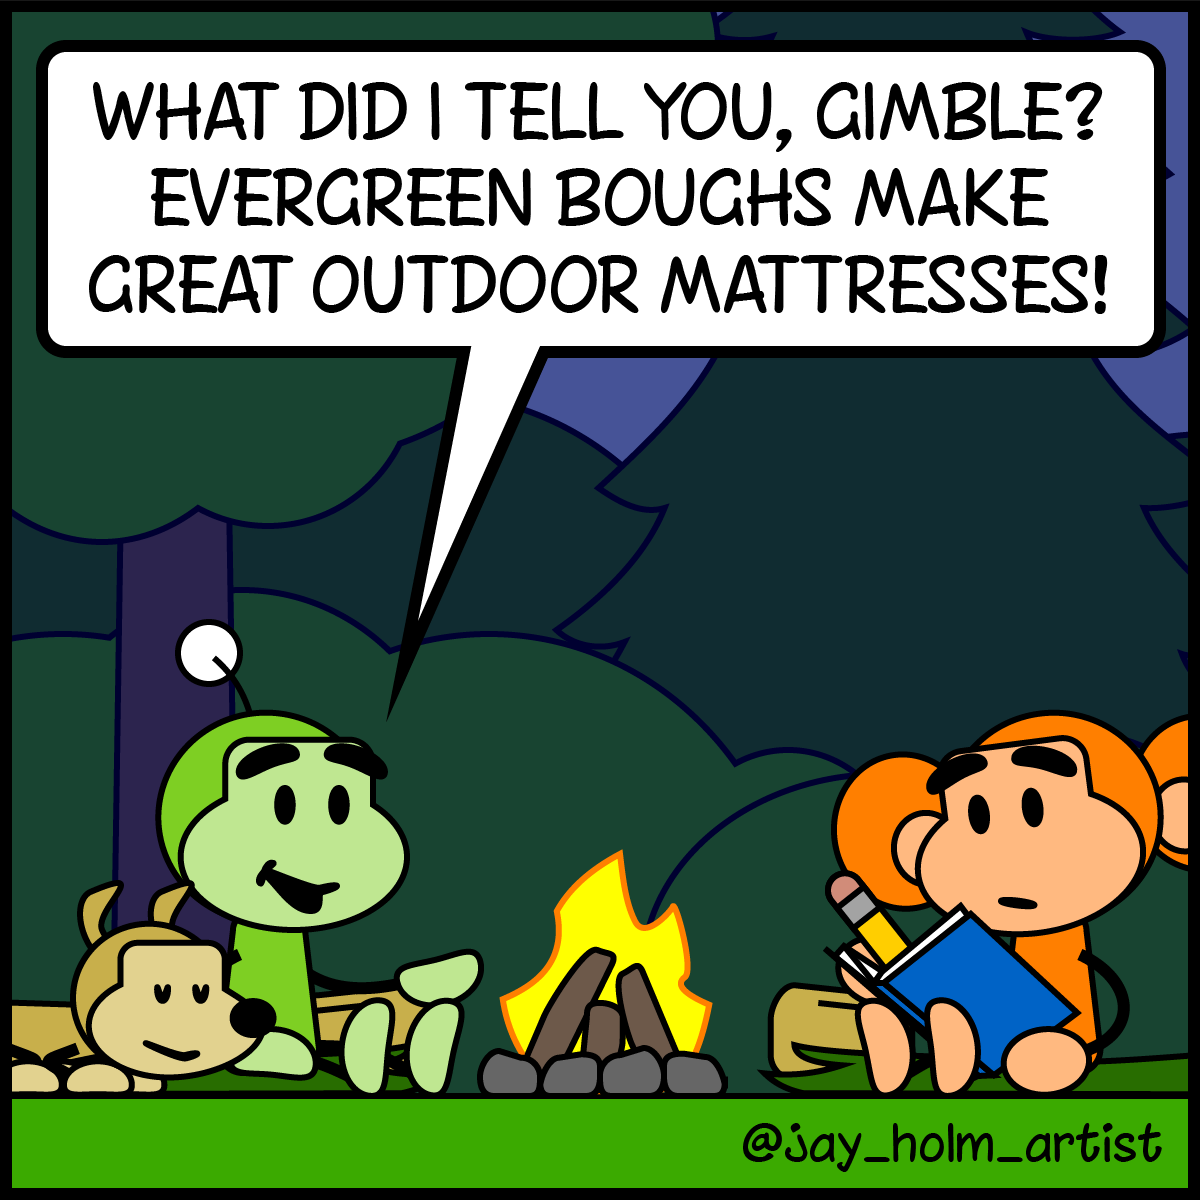 WHAT DID I TELL YOU, GIMBLE?
EVERGREEN BOUGHS MAKE
GREAT OUTDOOR MATTRESSES!
@jay_holm_artist